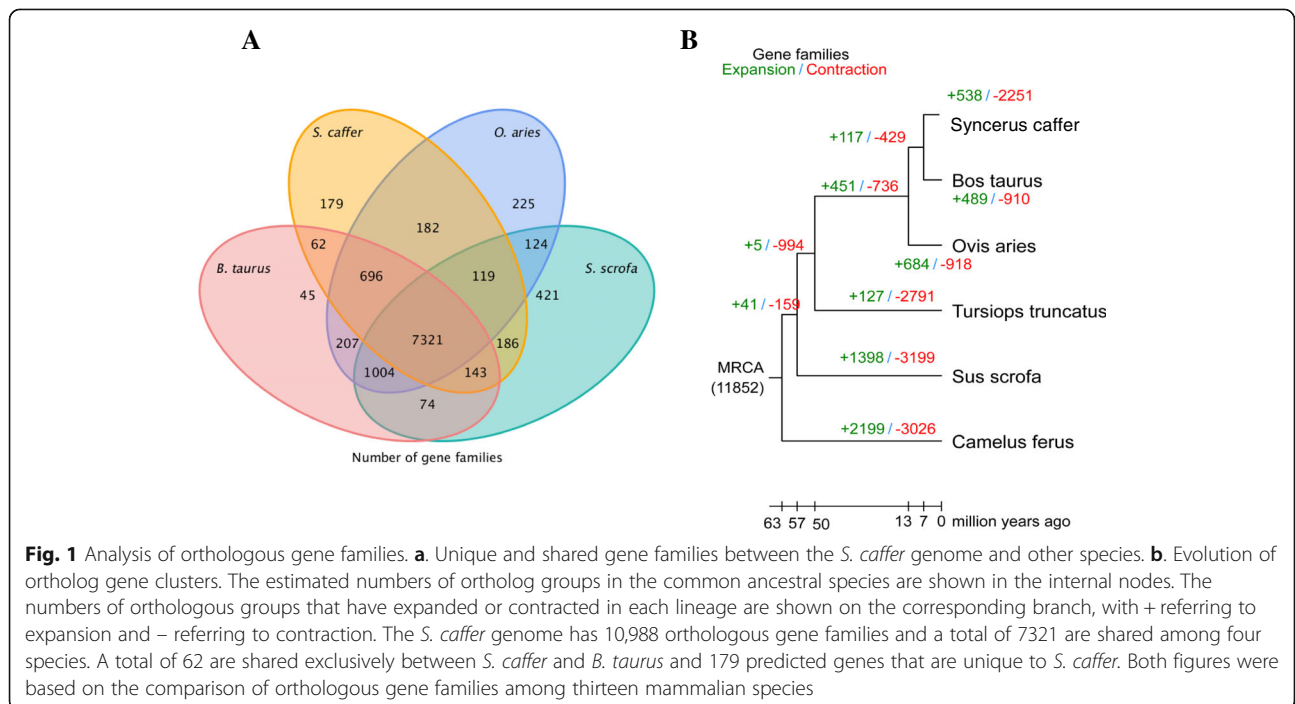 A
S. caffer
O. aries
179
182
225
62
124
B. taurus
696
119
S. scrofa
45
421
207
7321
186
1004
143
74
Number of gene families
B
Gene families
Expansion / Contraction
+538 / -2251
Syncerus caffer
+117 / -429
+451 / -736
Bos taurus
+489 / -910
+5 / -994
Ovis aries
+684 / -918
+41 / -159
+127 / -2791
Tursiops truncatus
MRCA
(11852)
+1398 / -3199
Sus scrofa
+2199 / -3026
Camelus ferus
63 57 50 13 7 0 million years ago
Fig. 1 Analysis of orthologous gene families. a. Unique and shared gene families between the S. caffer genome and other species. b. Evolution of
ortholog gene clusters. The estimated numbers of ortholog groups in the common ancestral species are shown in the internal nodes. The
numbers of orthologous groups that have expanded or contracted in each lineage are shown on the corresponding branch, with + referring to
expansion and – referring to contraction. The S. caffer genome has 10,988 orthologous gene families and a total of 7321 are shared among four
species. A total of 62 are shared exclusively between S. caffer and B. taurus and 179 predicted genes that are unique to S. caffer. Both figures were
based on the comparison of orthologous gene families among thirteen mammalian species